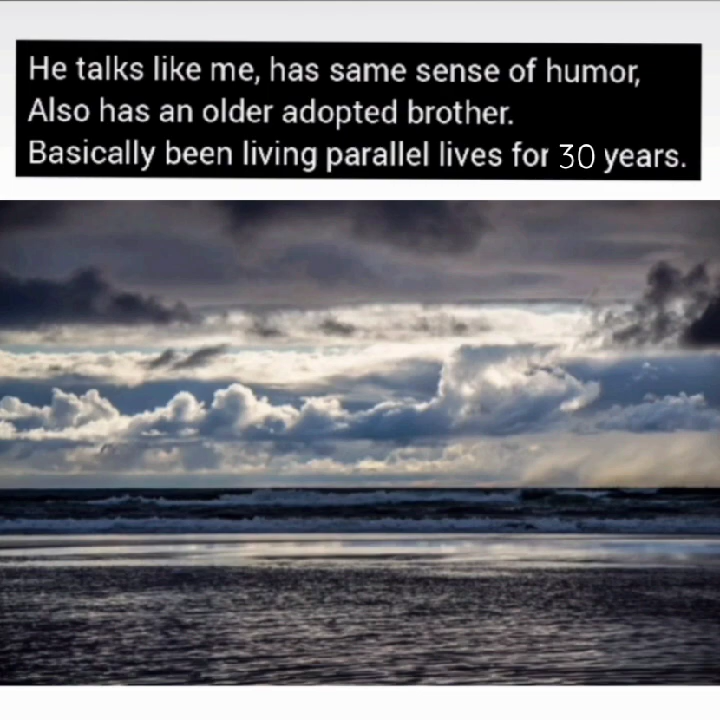 He talks like me, has same sense of humor,
Also has an older adopted brother.
Basically been living parallel lives for 30 years.